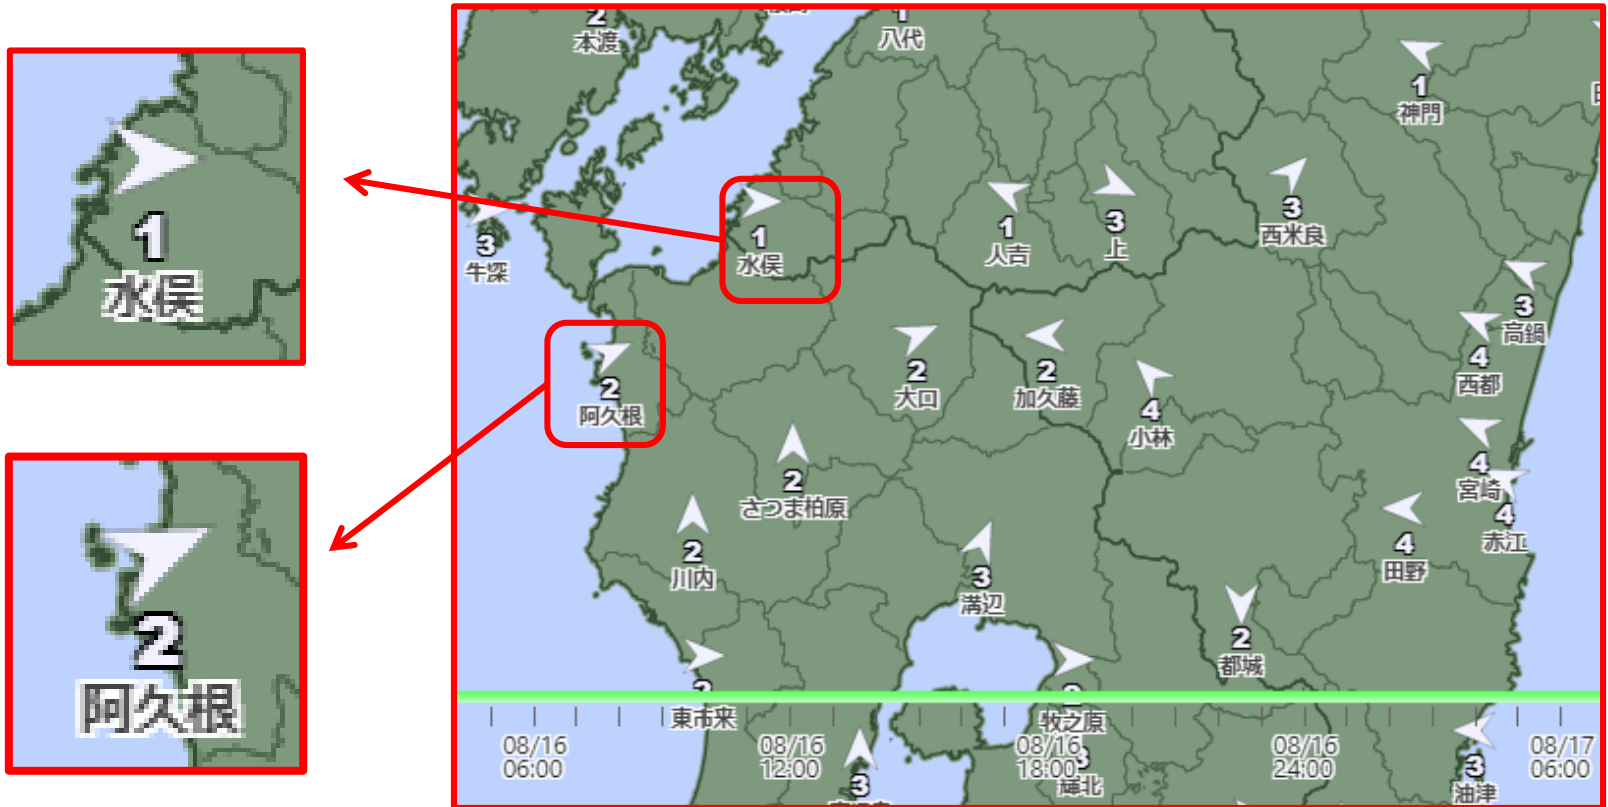 2
本渡
1
八代
1
神門
1
水俣
3
牛深
1
水俣
1
人吉
3
上
3
西米良
3
高鍋
2
阿久根
2
大口
2
加久藤
4
小林
4
西都
2
さつま柏原
4
宮崎
4
赤江
4
田野
2
川内
3
溝辺
2
阿久根
2
都城
東市来
牧之原
08/16
06:00
08/16
12:00
08/16
18:00
08/16
24:00
08/17
06:00
3
3
輝北
3
油津